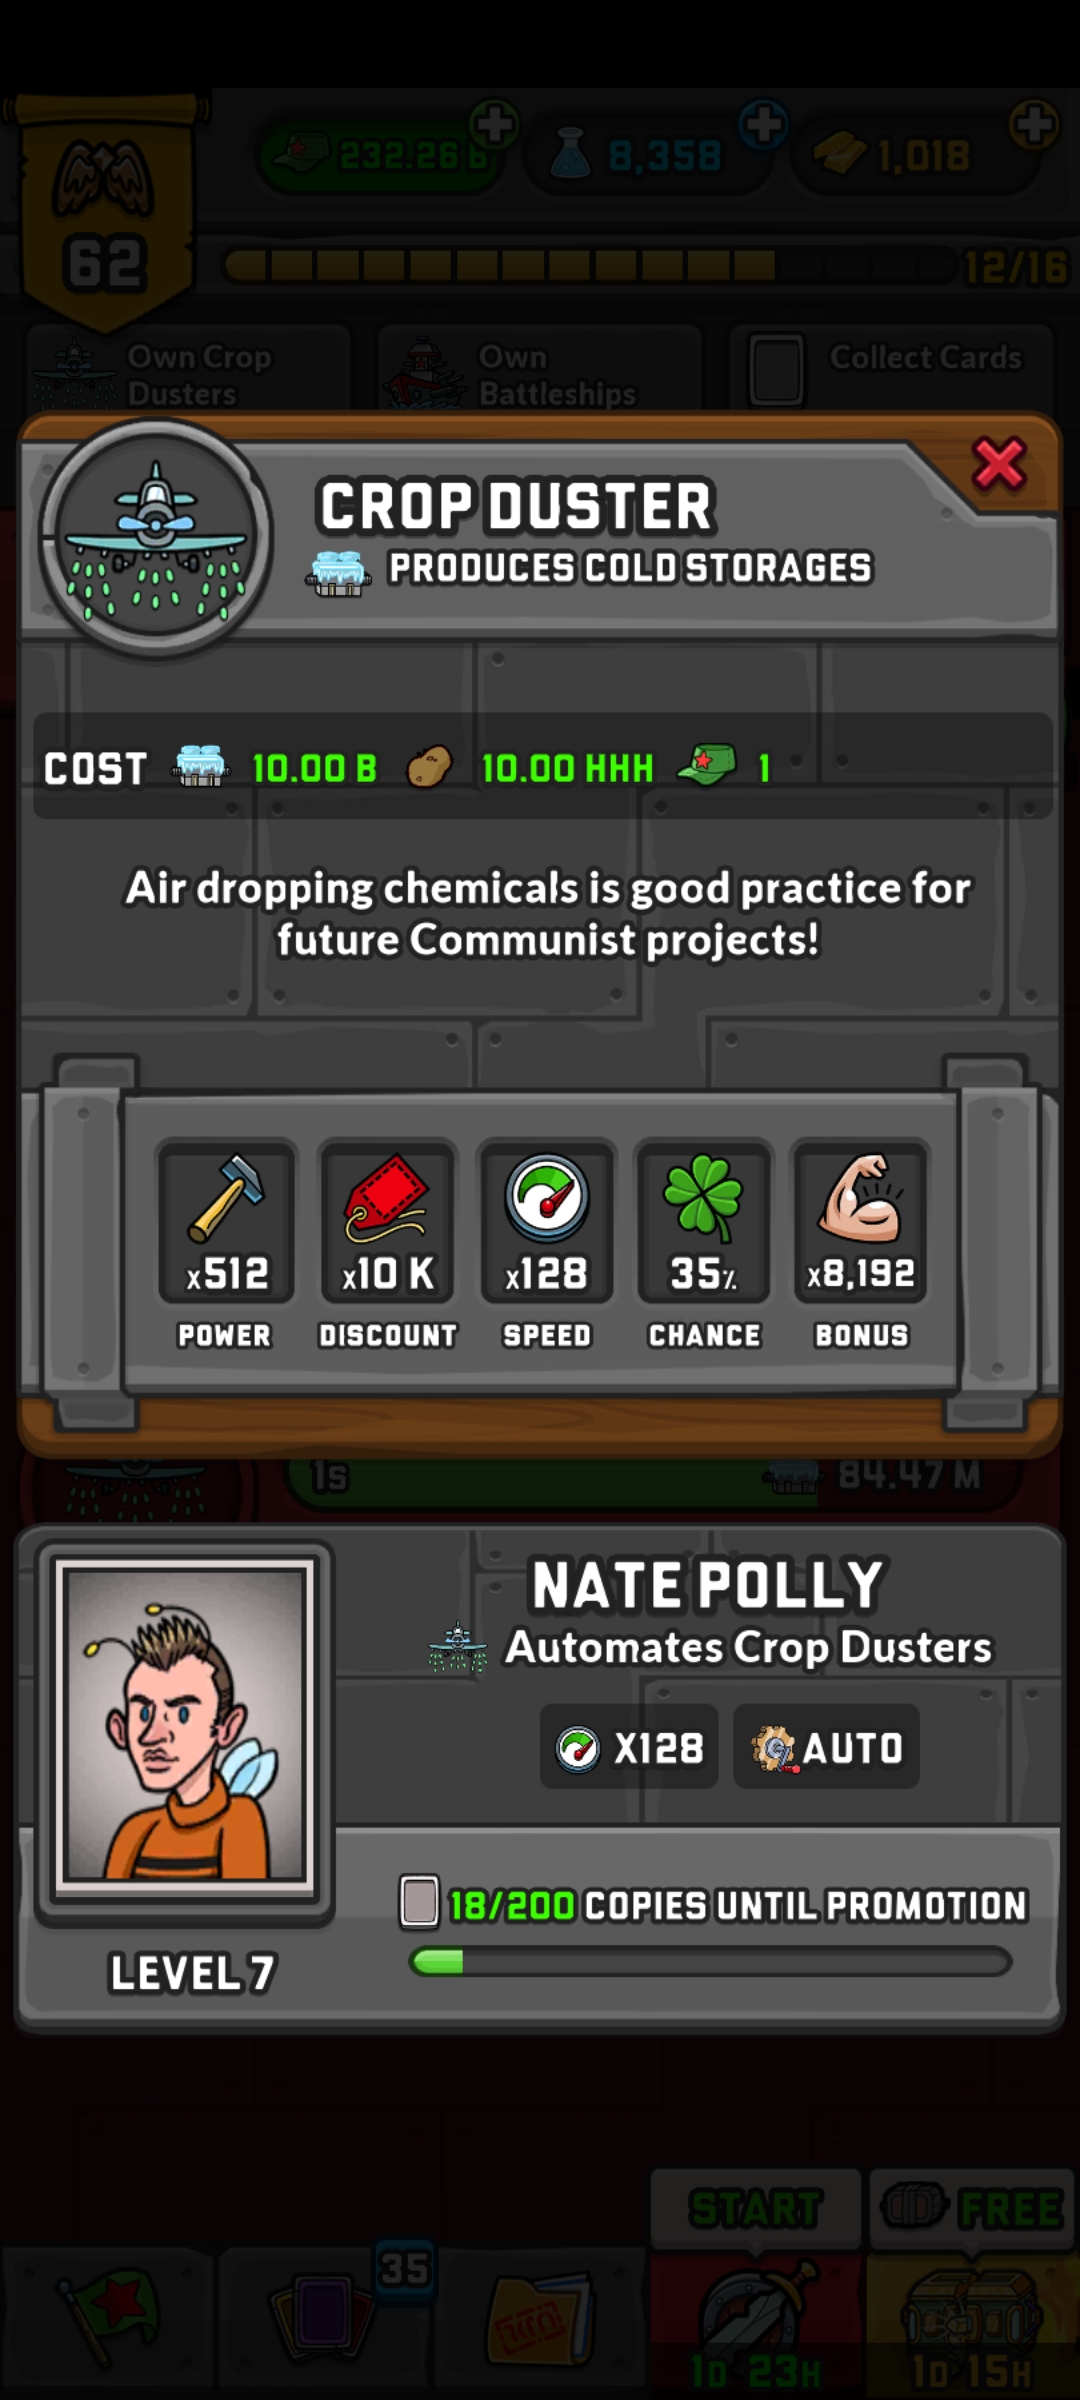 232.26 B 8,358 1,018
62
12/16
Own Crop Dusters
Own Battleships
Collect Cards
CROP DUSTER
PRODUCES COLD STORAGES
COST 10.00 B 10.00 HHH 1
Air dropping chemicals is good practice for
future Communist projects!
x512 x10 K x128 35% x8,192
POWER DISCOUNT SPEED CHANCE BONUS
1S 84.47 M
NATE POLLY
Automates Crop Dusters
X128 AUTO
18/200 COPIES UNTIL PROMOTION
LEVEL 7
START FREE
35
1D 23H 1D 15H